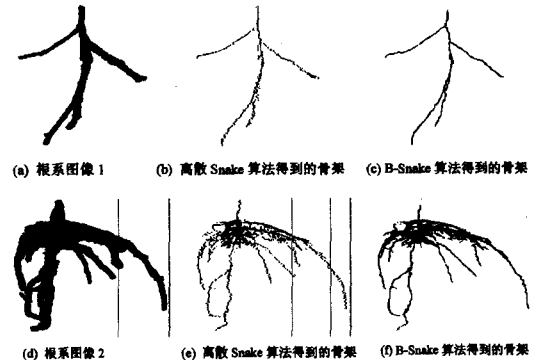 (a) 根系图像 1
(b) 离散 Snake 算法得到的骨架
(c) B-Snake 算法得到的骨架
(d) 根系图像 2
(e) 离散 Snake 算法得到的骨架
(f) B-Snake 算法得到的骨架